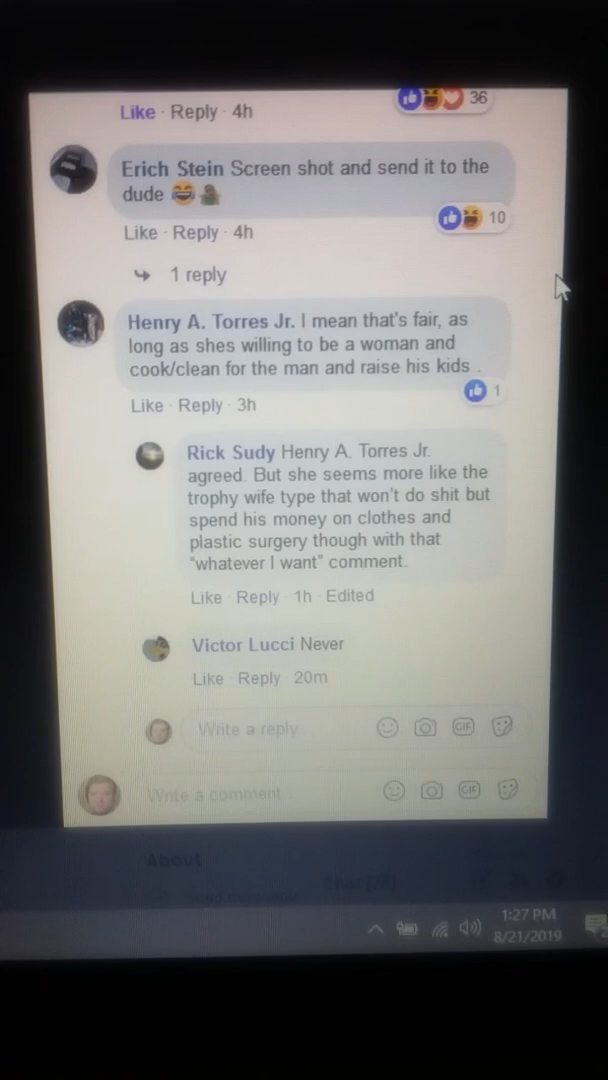 36
Like · Reply · 4h
Erich Stein Screen shot and send it to the
dude
10
Like · Reply · 4h
1 reply
Henry A. Torres Jr. I mean that's fair, as
long as shes willing to be a woman and
cook/clean for the man and raise his kids .
1
Like · Reply · 3h
Rick Sudy Henry A. Torres Jr.
agreed. But she seems more like the
trophy wife type that won't do shit but
spend his money on clothes and
plastic surgery though with that
"whatever I want" comment.
Like · Reply · 1h · Edited
Victor Lucci Never
Like · Reply · 20m
Write a reply...
GIF
Write a comment...
GIF
About
1:27 PM
8/21/2019
2